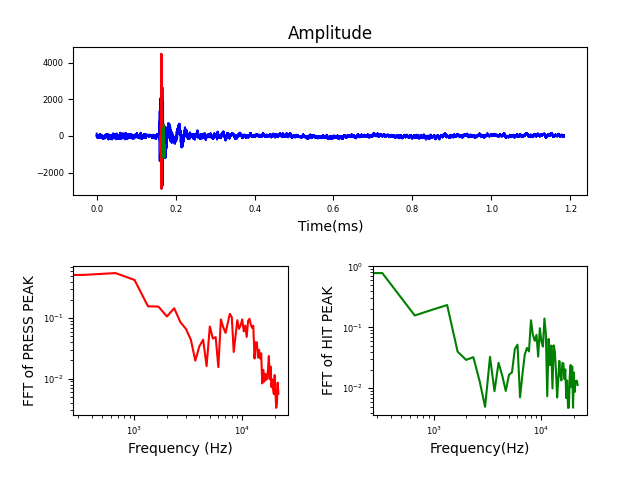 Amplitude
4000
2000
0
−2000
0.0 0.2 0.4 0.6 0.8 1.0 1.2
Time(ms)
FFT of PRESS PEAK
10⁻¹
10⁻²
10³ 10⁴
Frequency (Hz)
FFT of HIT PEAK
10⁰
10⁻¹
10⁻²
10³ 10⁴
Frequency(Hz)